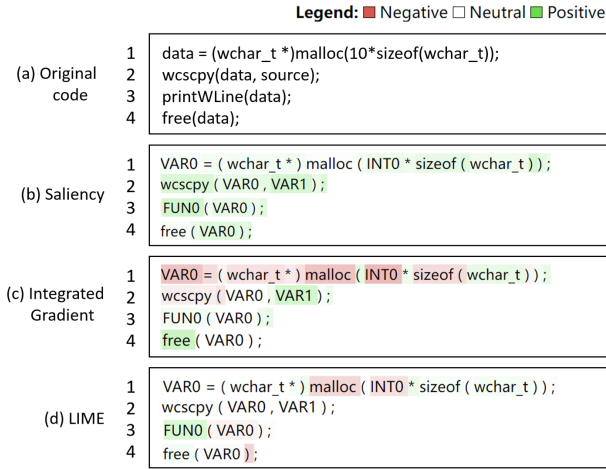 Legend: Negative Neutral Positive
(a) Original code
1 data = (wchar_t *)malloc(10*sizeof(wchar_t));
2 wcscpy(data, source);
3 printWLine(data);
4 free(data);
(b) Saliency
1 VAR0 = ( wchar_t * ) malloc ( INT0 * sizeof ( wchar_t ) ) ;
2 wcscpy ( VAR0 , VAR1 ) ;
3 FUN0 ( VAR0 ) ;
4 free ( VAR0 ) ;
(c) Integrated Gradient
1 VAR0 = ( wchar_t * ) malloc ( INT0 * sizeof ( wchar_t ) ) ;
2 wcscpy ( VAR0 , VAR1 ) ;
3 FUN0 ( VAR0 ) ;
4 free ( VAR0 ) ;
(d) LIME
1 VAR0 = ( wchar_t * ) malloc ( INT0 * sizeof ( wchar_t ) ) ;
2 wcscpy ( VAR0 , VAR1 ) ;
3 FUN0 ( VAR0 ) ;
4 free ( VAR0 ) ;